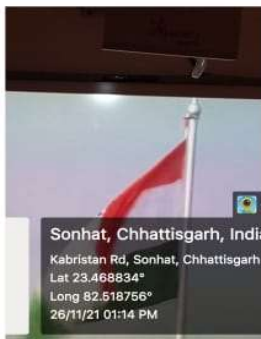 Sonhat, Chhattisgarh, India
Kabristan Rd, Sonhat, Chhattisgarh
Lat 23.468834°
Long 82.518756°
26/11/21 01:14 PM